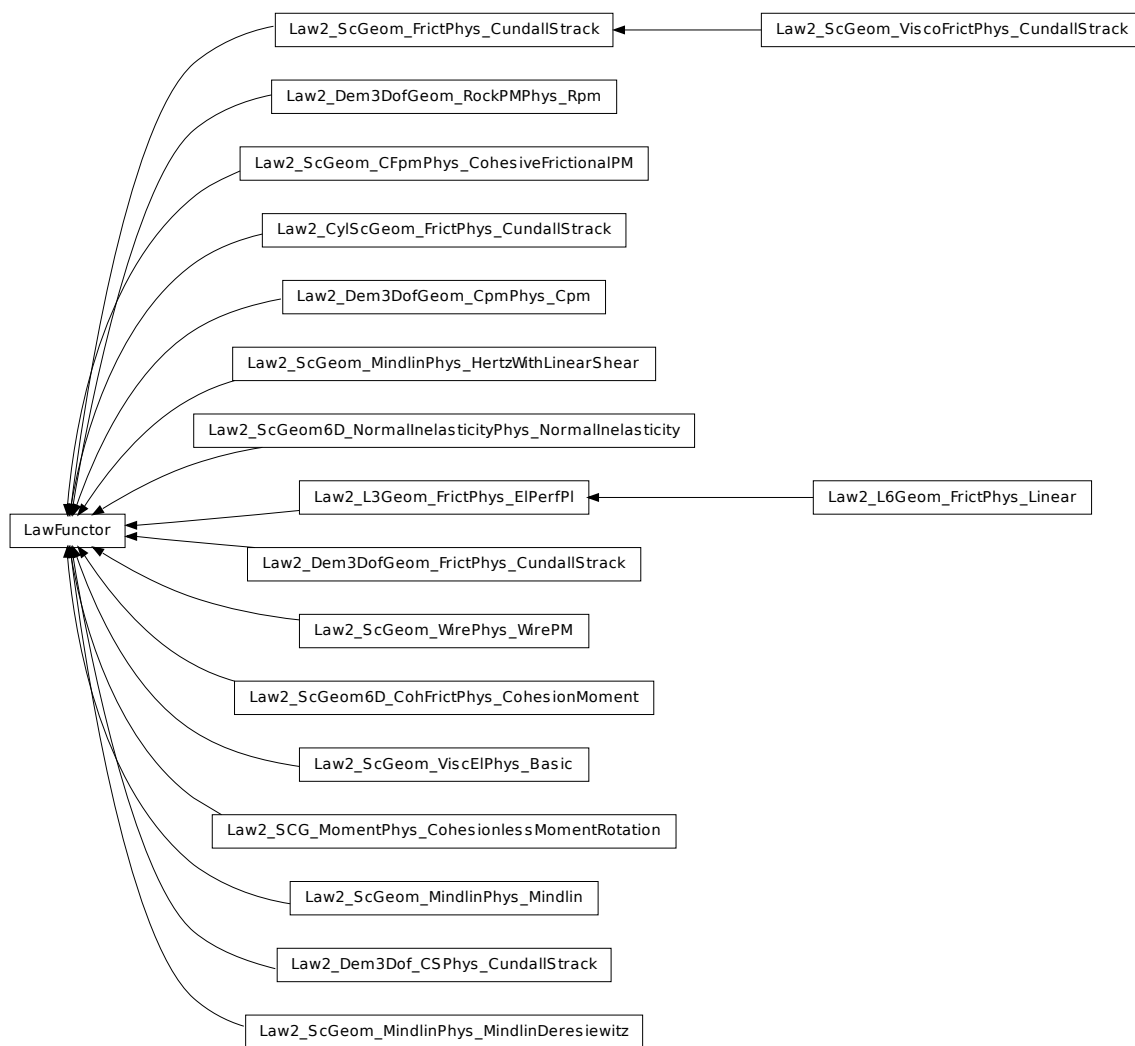 Law2_ScGeom_FrictPhys_CundallStrack
Law2_ScGeom_ViscoFrictPhys_CundallStrack
Law2_Dem3DofGeom_RockPMPhys_Rpm
Law2_ScGeom_CFpmPhys_CohesiveFrictionalPM
Law2_CylScGeom_FrictPhys_CundallStrack
Law2_Dem3DofGeom_CpmPhys_Cpm
Law2_ScGeom_MindlinPhys_HertzWithLinearShear
Law2_ScGeom6D_NormalInelasticityPhys_NormalInelasticity
Law2_L3Geom_FrictPhys_ElPerfPl
Law2_L6Geom_FrictPhys_Linear
LawFunctor
Law2_Dem3DofGeom_FrictPhys_CundallStrack
Law2_ScGeom_WirePhys_WirePM
Law2_ScGeom6D_CohFrictPhys_CohesionMoment
Law2_ScGeom_ViscElPhys_Basic
Law2_SCG_MomentPhys_CohesionlessMomentRotation
Law2_ScGeom_MindlinPhys_Mindlin
Law2_Dem3Dof_CSPhys_CundallStrack
Law2_ScGeom_MindlinPhys_MindlinDeresiewitz